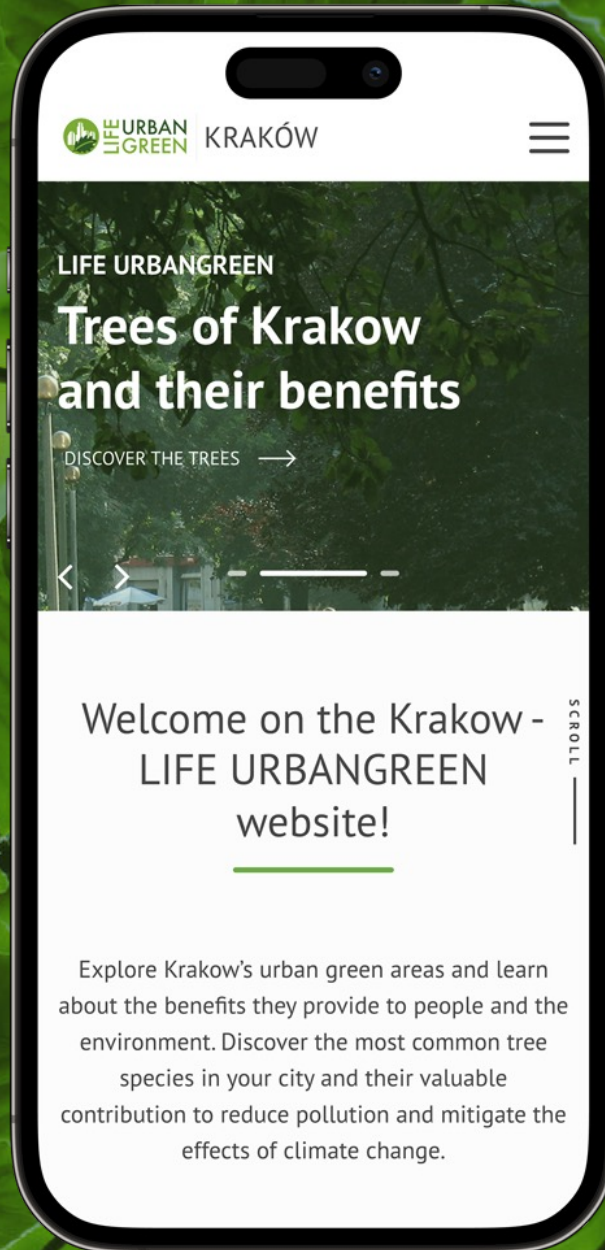 LIFE URBAN GREEN KRAKÓW
LIFE URBANGREEN
Trees of Krakow
and their benefits
DISCOVER THE TREES
Welcome on the Krakow -
LIFE URBANGREEN
website!
SCROLL
Explore Krakow’s urban green areas and learn
about the benefits they provide to people and the
environment. Discover the most common tree
species in your city and their valuable
contribution to reduce pollution and mitigate the
effects of climate change.